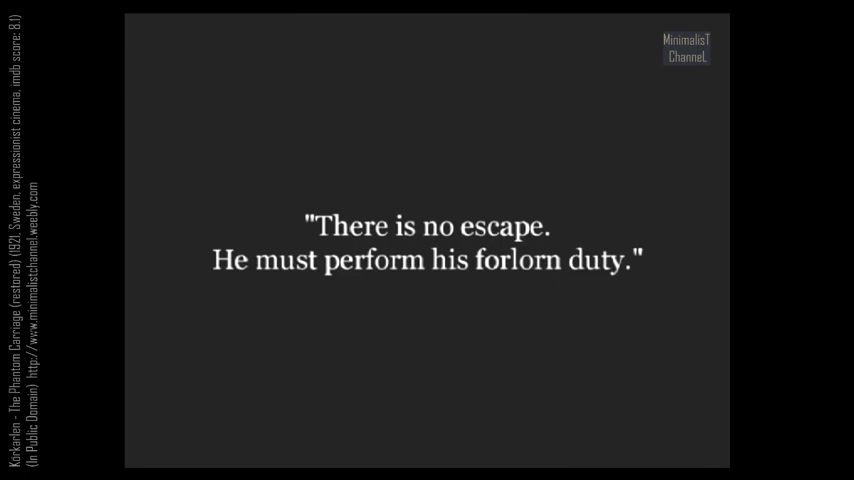 MinimalisT
ChanneL
"There is no escape.
He must perform his forlorn duty."
Körkarlen - The Phantom Carriage (restored) (1921, Sweden, expressionist cinema, imdb score: 8.1)
(In Public Domain) http://www.minimalistchannel.weebly.com